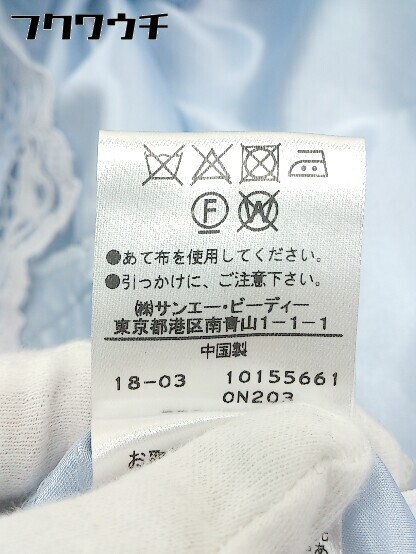 フクワウチ
F W
●あて布を使用してください。
●引っかけに、ご注意下さい。
㈱サンエー・ビーディー
東京都港区南青山1-1-1
中国製
18-03 10155661
0N203